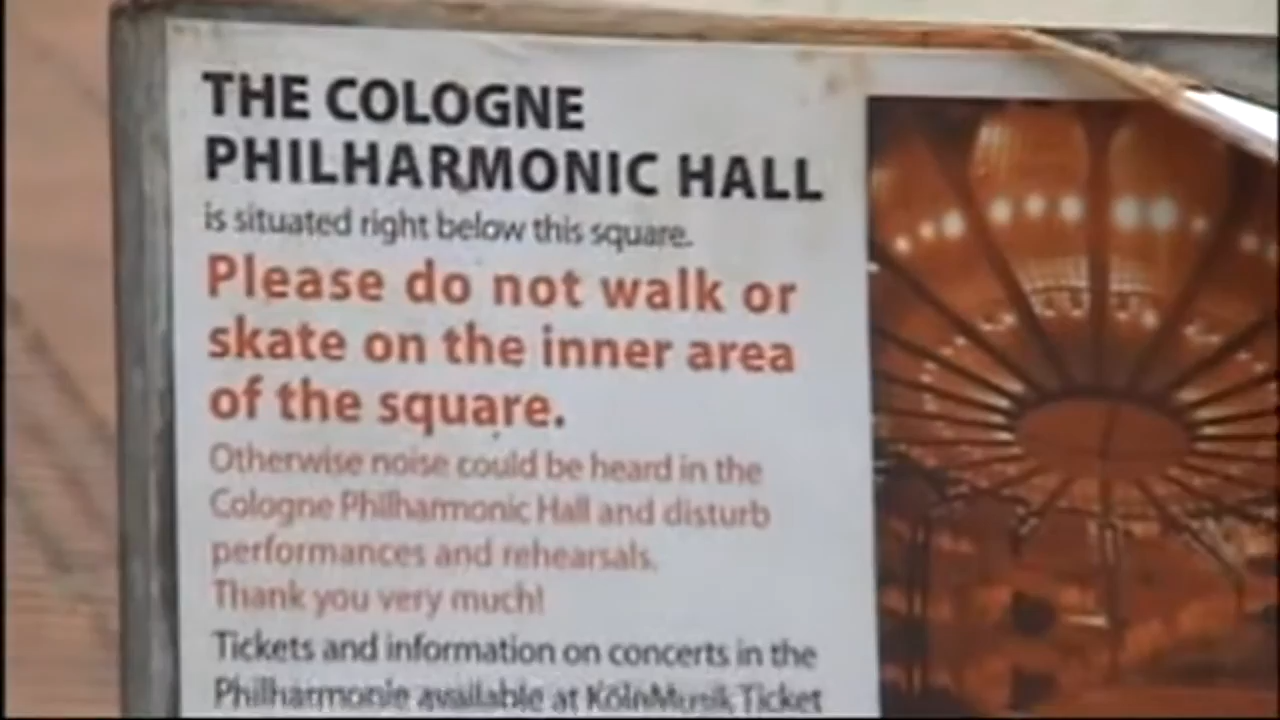 THE COLOGNE
PHILHARMONIC HALL
is situated right below this square.
Please do not walk or
skate on the inner area
of the square.
Otherwise noise could be heard in the
Cologne Philharmonic Hall and disturb
performances and rehearsals.
Thank you very much!
Tickets and information on concerts in the
Philharmonie available at KölnMusik Ticket